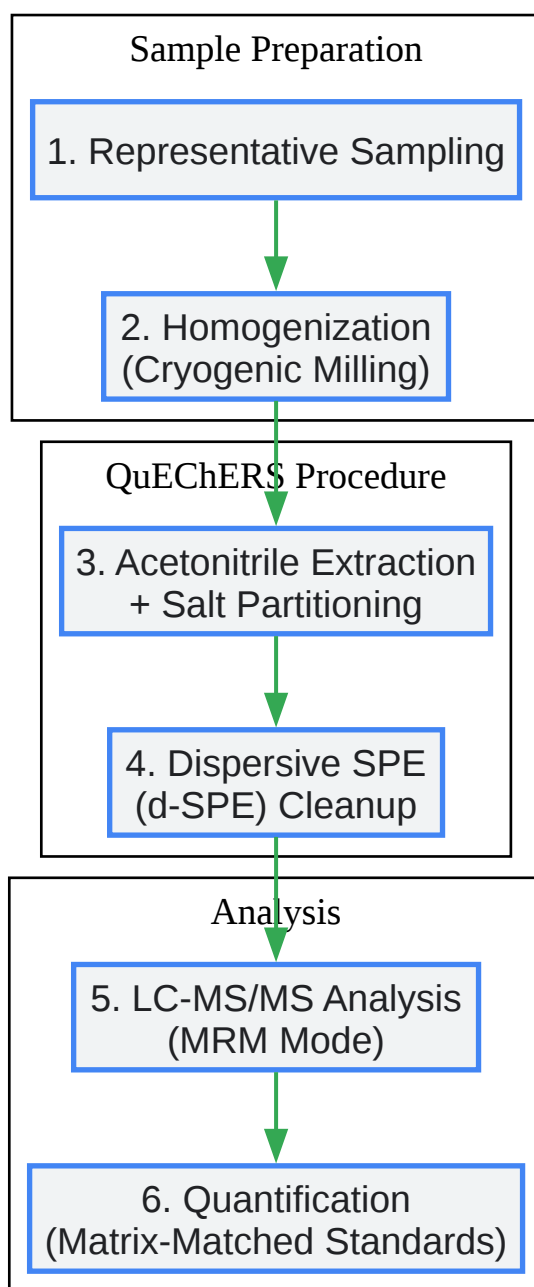 Sample Preparation
1. Representative Sampling
2. Homogenization
(Cryogenic Milling)
QuEChERS Procedure
3. Acetonitrile Extraction
+ Salt Partitioning
4. Dispersive SPE
(d-SPE) Cleanup
Analysis
5. LC-MS/MS Analysis
(MRM Mode)
6. Quantification
(Matrix-Matched Standards)